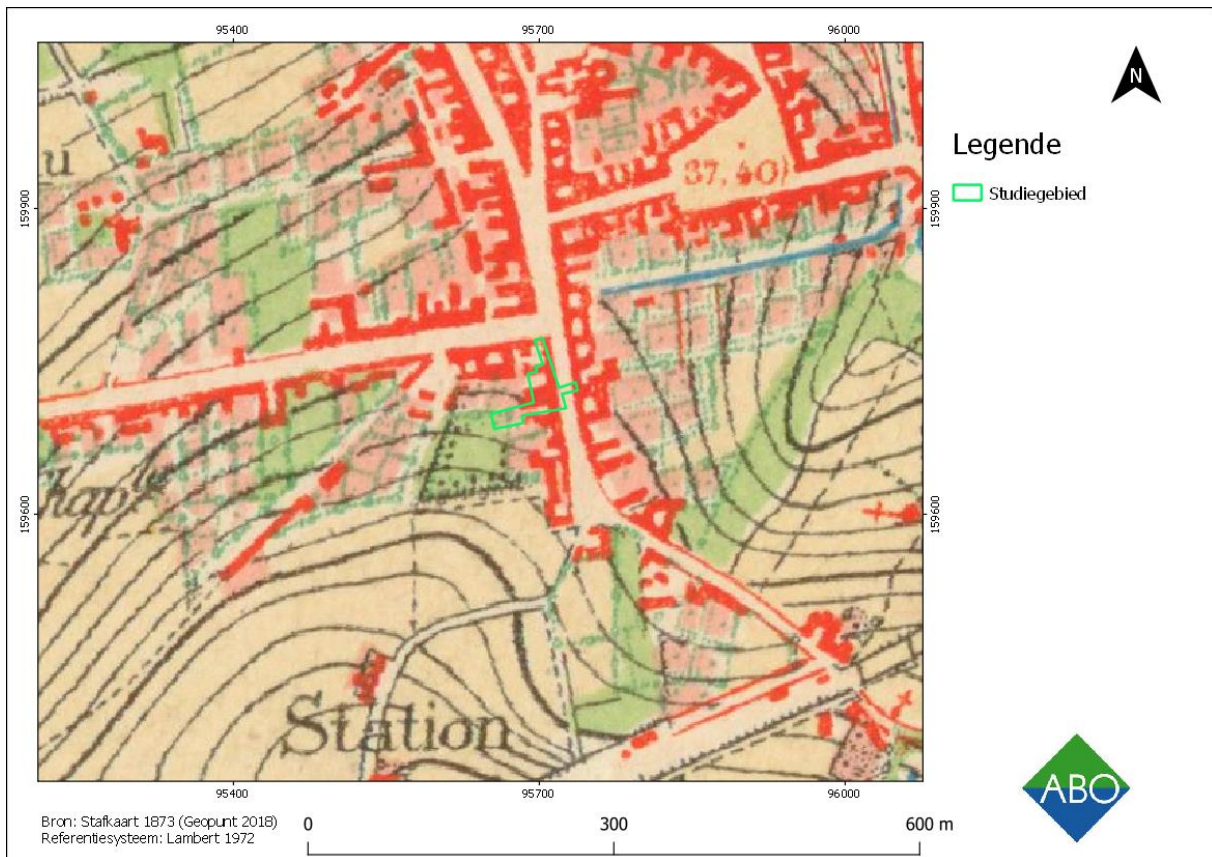 95400 95700 96000
N
Legende
Studiegebied
37,40
159900 159900
159600 159600
Station
95400 95700 96000
ABO
Bron: Stafkaart 1873 (Geopunt 2018)
Referentiesysteem: Lambert 1972
0 300 600 m